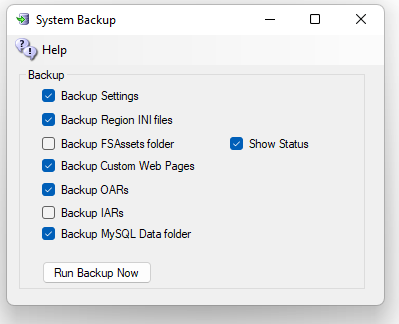 System Backup
Help
Backup
Backup Settings
Backup Region INI files
Backup FSAssets folder
Show Status
Backup Custom Web Pages
Backup OARs
Backup IARs
Backup MySQL Data folder
Run Backup Now